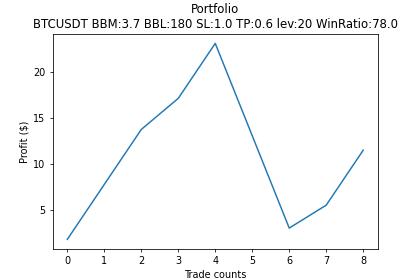 Portfolio
BTCUSDT BBM:3.7 BBL:180 SL:1.0 TP:0.6 lev:20 WinRatio:78.0
Profit ($)
20
15
10
5
0 1 2 3 4 5 6 7 8
Trade counts